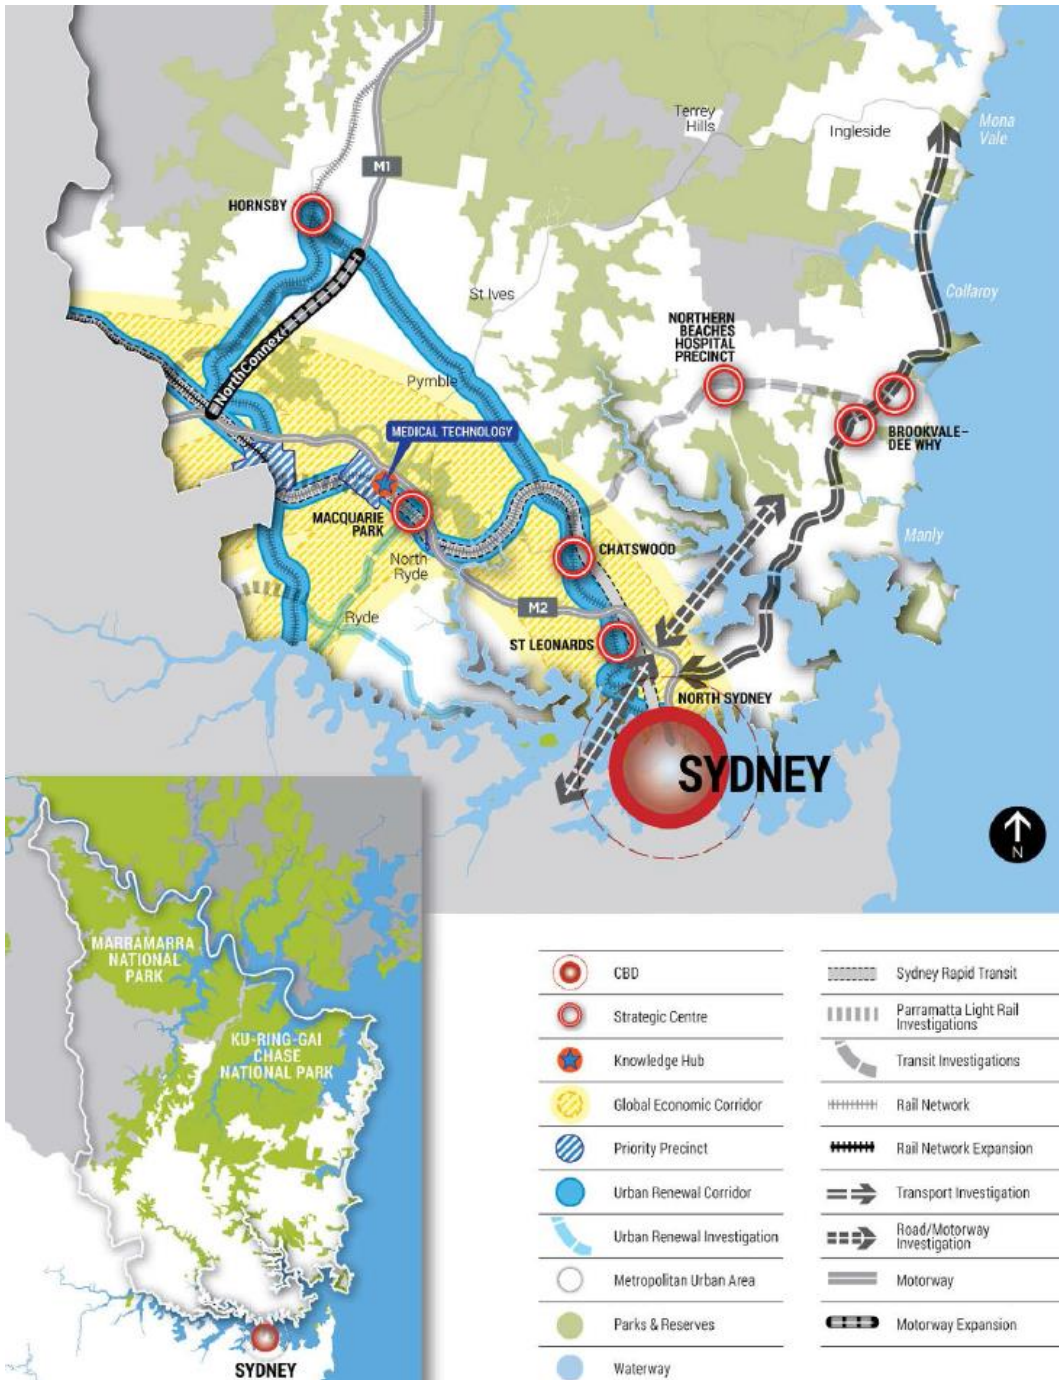 Terrey
Hills
Ingleside
Mona
Vale
M1
HORNSBY
Collaroy
St Ives
NORTHERN
BEACHES
HOSPITAL
PRECINCT
NorthConnex
Pymble
MEDICAL TECHNOLOGY
BROOKVALE–
DEE WHY
MACQUARIE
PARK
CHATSWOOD
Manly
North
Ryde
M2
Ryde
ST LEONARDS
NORTH SYDNEY
SYDNEY
N
MARRAMARRA
NATIONAL
PARK
KU-RING-GAI
CHASE
NATIONAL PARK
SYDNEY
CBD
Strategic Centre
Knowledge Hub
Global Economic Corridor
Priority Precinct
Urban Renewal Corridor
Urban Renewal Investigation
Metropolitan Urban Area
Parks & Reserves
Waterway
Sydney Rapid Transit
Parramatta Light Rail
Investigations
Transit Investigations
Rail Network
Rail Network Expansion
Transport Investigation
Road/Motorway
Investigation
Motorway
Motorway Expansion